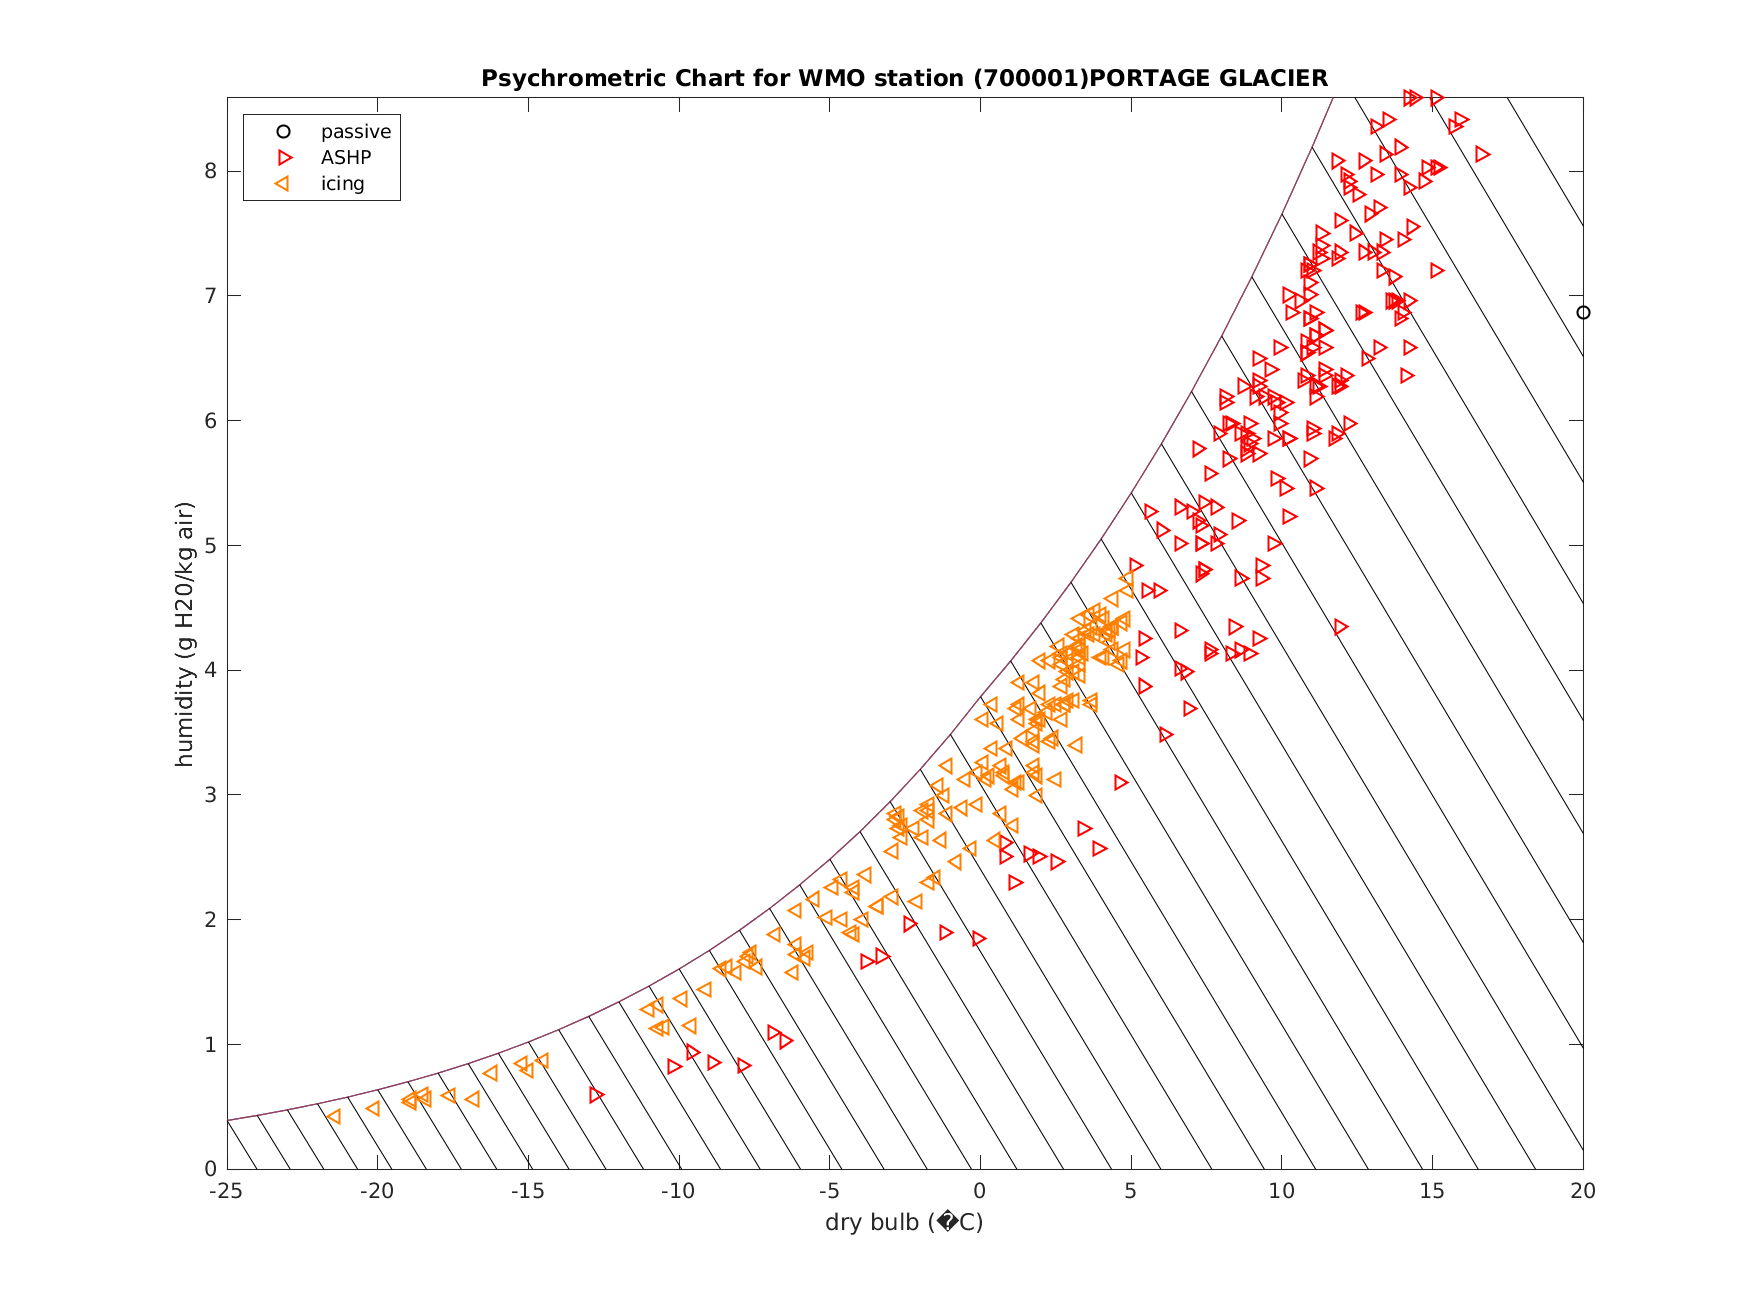 Psychrometric Chart for WMO station (700001)PORTAGE GLACIER
passive
ASHP
icing
8
7
6
5
4
3
2
1
0
humidity (g H20/kg air)
-25 -20 -15 -10 -5 0 5 10 15 20
dry bulb (�C)